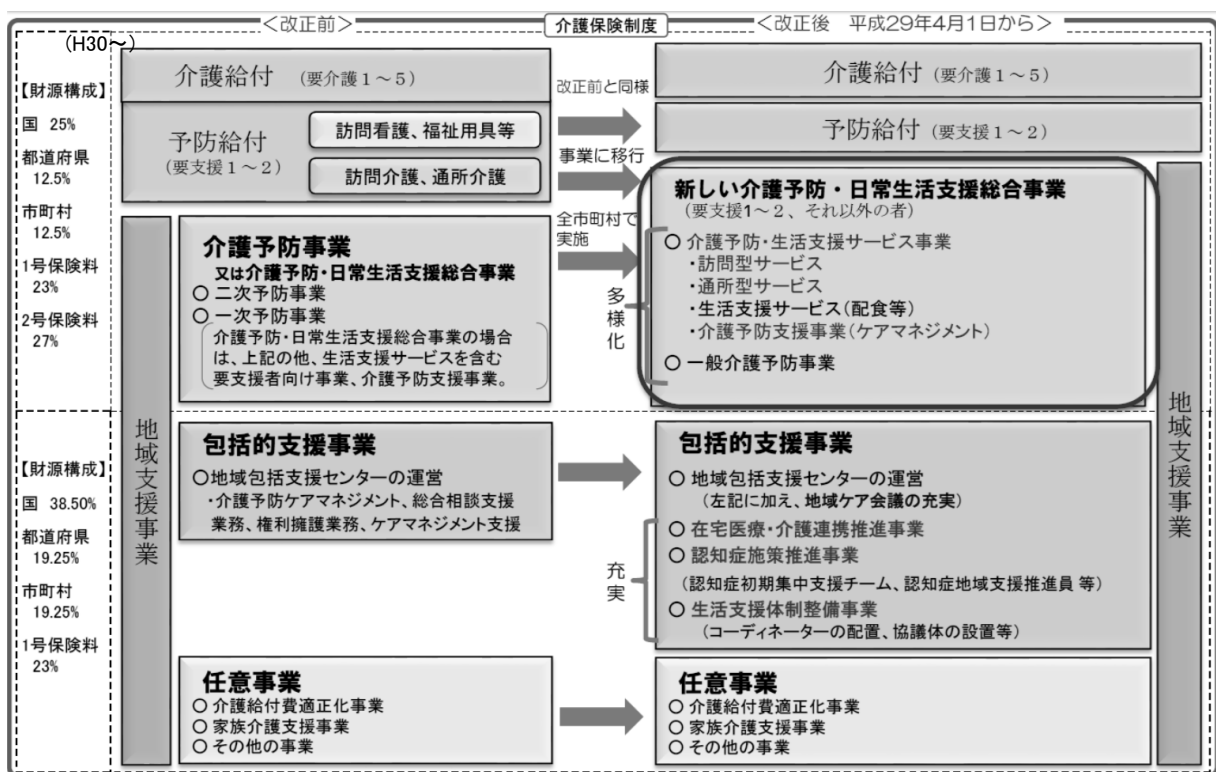 ＜改正前＞
介護保険制度
＜改正後　平成29年4月1日から＞
(H30～)
【財源構成】
国 25%
都道府県
12.5%
市町村
12.5%
1号保険料
23%
2号保険料
27%
【財源構成】
国 38.50%
都道府県
19.25%
市町村
19.25%
1号保険料
23%
介護給付（要介護１～５）
予防給付
（要支援１～２）
訪問看護、福祉用具等
訪問介護、通所介護
地域支援事業
介護予防事業
又は介護予防・日常生活支援総合事業
○ 二次予防事業
○ 一次予防事業
介護予防・日常生活支援総合事業の場合
は、上記の他、生活支援サービスを含む
要支援者向け事業、介護予防支援事業。
包括的支援事業
○地域包括支援センターの運営
・介護予防ケアマネジメント、総合相談支援
業務、権利擁護業務、ケアマネジメント支援
任意事業
○ 介護給付費適正化事業
○ 家族介護支援事業
○ その他の事業
改正前と同様
事業に移行
全市町村で
実施
多様化
充実
介護給付（要介護１～５）
予防給付（要支援１～２）
新しい介護予防・日常生活支援総合事業
（要支援1～２、それ以外の者）
○ 介護予防・生活支援サービス事業
・訪問型サービス
・通所型サービス
・生活支援サービス（配食等）
・介護予防支援事業（ケアマネジメント）
○ 一般介護予防事業
包括的支援事業
○ 地域包括支援センターの運営
（左記に加え、地域ケア会議の充実）
○ 在宅医療・介護連携推進事業
○ 認知症施策推進事業
（認知症初期集中支援チーム、認知症地域支援推進員 等）
○ 生活支援体制整備事業
（コーディネーターの配置、協議体の設置等）
任意事業
○ 介護給付費適正化事業
○ 家族介護支援事業
○ その他の事業
地域支援事業